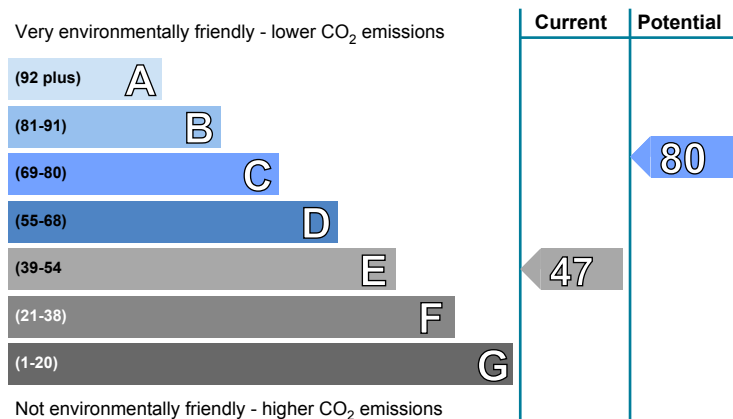 Current Potential
Very environmentally friendly - lower CO₂ emissions
(92 plus) A
(81-91) B
(69-80) C 80
(55-68) D
(39-54 E 47
(21-38) F
(1-20) G
Not environmentally friendly - higher CO₂ emissions